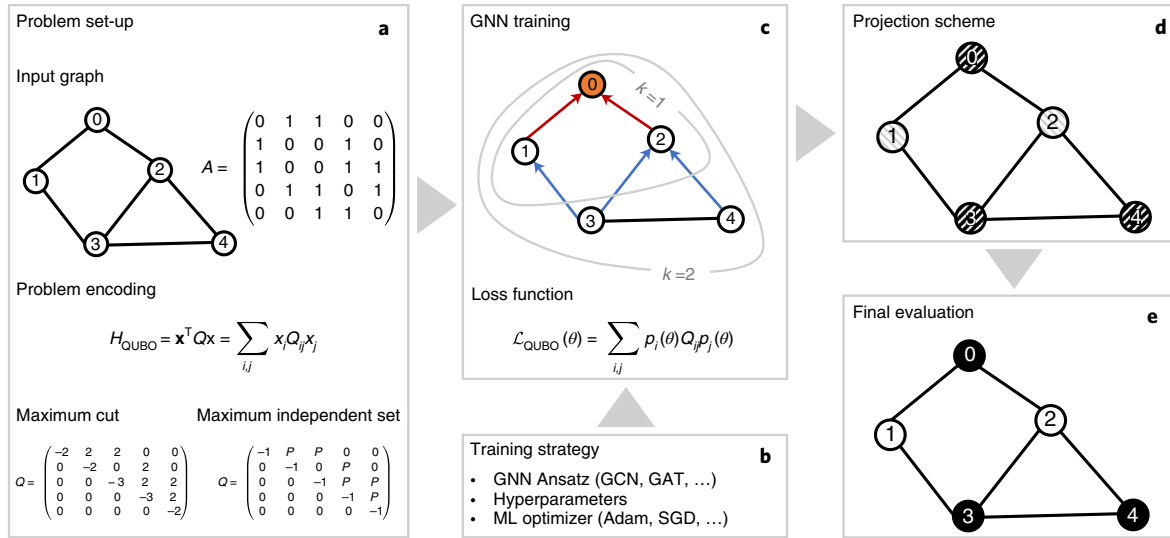 Problem set-up a
Input graph
0
1
2
3
4
A = ( 0 1 1 0 0
1 0 0 1 0
1 0 0 1 1
0 1 1 0 1
0 0 1 1 0 )
Problem encoding
H_QUBO = x^T Qx = ∑_{i,j} x_i Q_{ij} x_j
Maximum cut
Q = ( −2 2 2 0 0
0 −2 0 2 0
0 0 −3 2 2
0 0 0 −3 2
0 0 0 0 −2 )
Maximum independent set
Q = ( −1 P P 0 0
0 −1 0 P 0
0 0 −1 P P
0 0 0 −1 P
0 0 0 0 −1 )
Training strategy b
• GNN Ansatz (GCN, GAT, …)
• Hyperparameters
• ML optimizer (Adam, SGD, …)
GNN training c
0
k=1
1
2
3
4
k=2
Loss function
ℒ_QUBO (θ) = ∑_{i,j} p_i(θ)Q_{ij}p_j(θ)
Projection scheme d
0
1
2
3
4
Final evaluation e
0
1
2
3
4